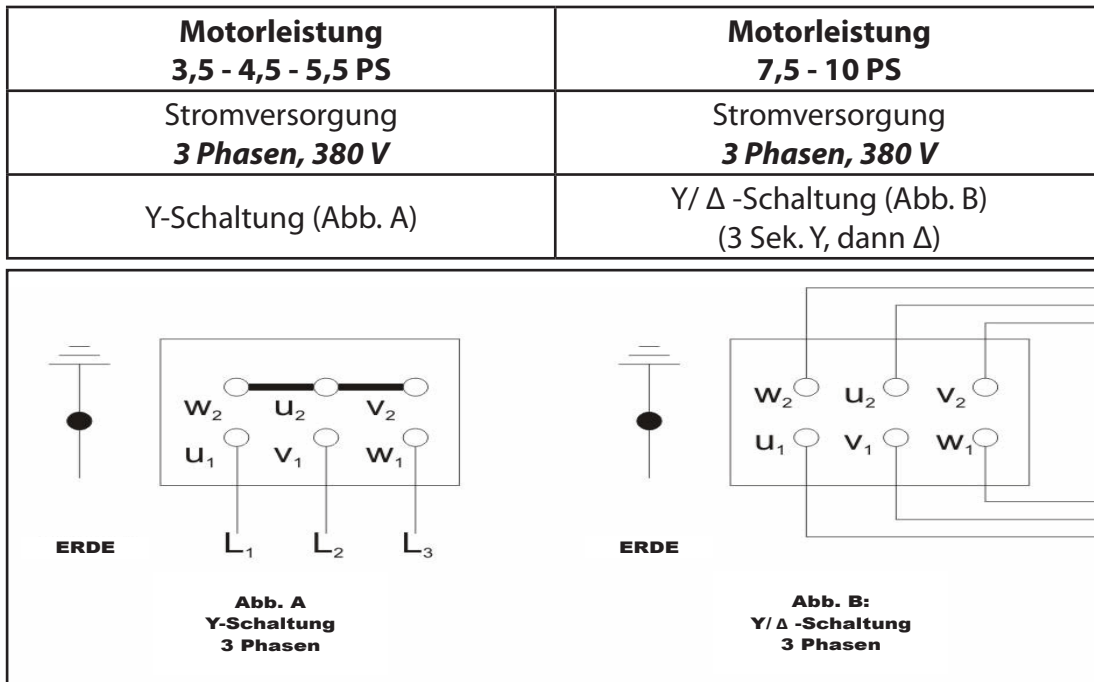 Motorleistung
3,5 - 4,5 - 5,5 PS
Motorleistung
7,5 - 10 PS
Stromversorgung
3 Phasen, 380 V
Stromversorgung
3 Phasen, 380 V
Y-Schaltung (Abb. A)
Y/ Δ -Schaltung (Abb. B)
(3 Sek. Y, dann Δ)
W₂ U₂ V₂
U₁ V₁ W₁
ERDE
L₁ L₂ L₃
Abb. A
Y-Schaltung
3 Phasen
W₂ U₂ V₂
U₁ V₁ W₁
ERDE
Abb. B:
Y/ Δ -Schaltung
3 Phasen